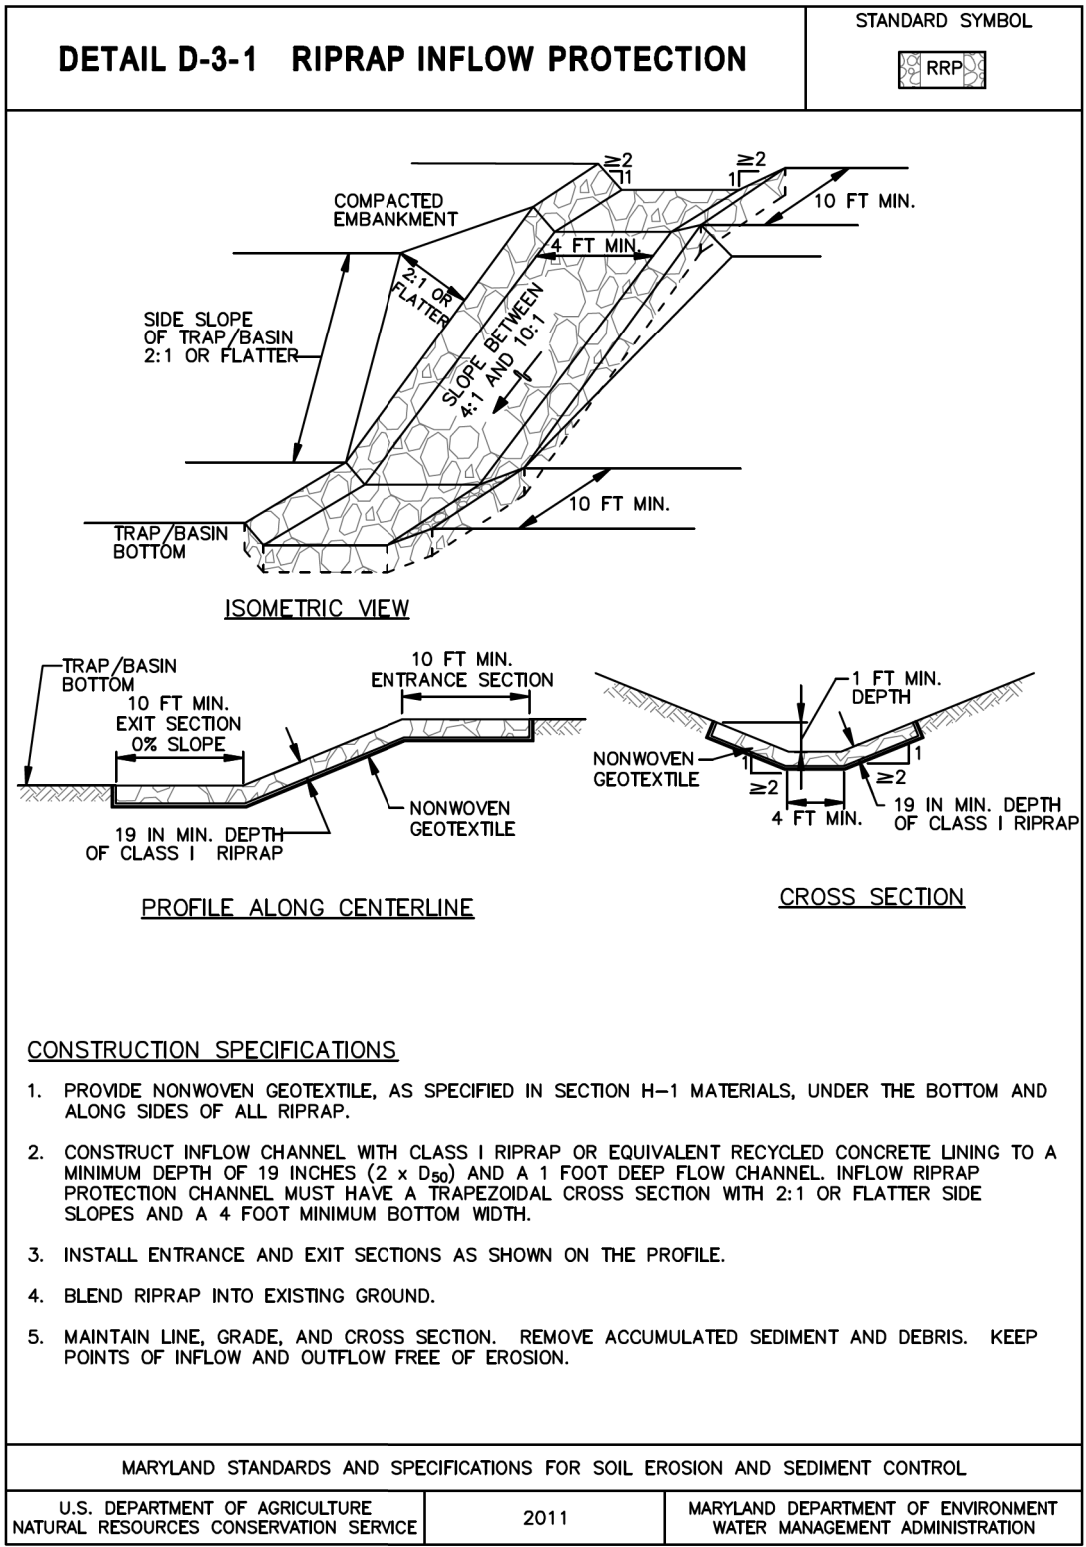 DETAIL D-3-1 RIPRAP INFLOW PROTECTION
STANDARD SYMBOL
RRP
≥2
1
≥2
1
10 FT MIN.
COMPACTED
EMBANKMENT
4 FT MIN.
2:1 OR
FLATTER
SIDE SLOPE
OF TRAP/BASIN
2:1 OR FLATTER
SLOPE BETWEEN
4:1 AND 10:1
10 FT MIN.
TRAP/BASIN
BOTTOM
ISOMETRIC VIEW
TRAP/BASIN
BOTTOM
10 FT MIN.
EXIT SECTION
0% SLOPE
10 FT MIN.
ENTRANCE SECTION
NONWOVEN
GEOTEXTILE
19 IN MIN. DEPTH
OF CLASS I RIPRAP
PROFILE ALONG CENTERLINE
1 FT MIN.
DEPTH
NONWOVEN
GEOTEXTILE
1
≥2
1
≥2
4 FT MIN.
19 IN MIN. DEPTH
OF CLASS I RIPRAP
CROSS SECTION
CONSTRUCTION SPECIFICATIONS
1. PROVIDE NONWOVEN GEOTEXTILE, AS SPECIFIED IN SECTION H-1 MATERIALS, UNDER THE BOTTOM AND
ALONG SIDES OF ALL RIPRAP.
2. CONSTRUCT INFLOW CHANNEL WITH CLASS I RIPRAP OR EQUIVALENT RECYCLED CONCRETE LINING TO A
MINIMUM DEPTH OF 19 INCHES (2 x D50) AND A 1 FOOT DEEP FLOW CHANNEL. INFLOW RIPRAP
PROTECTION CHANNEL MUST HAVE A TRAPEZOIDAL CROSS SECTION WITH 2:1 OR FLATTER SIDE
SLOPES AND A 4 FOOT MINIMUM BOTTOM WIDTH.
3. INSTALL ENTRANCE AND EXIT SECTIONS AS SHOWN ON THE PROFILE.
4. BLEND RIPRAP INTO EXISTING GROUND.
5. MAINTAIN LINE, GRADE, AND CROSS SECTION. REMOVE ACCUMULATED SEDIMENT AND DEBRIS. KEEP
POINTS OF INFLOW AND OUTFLOW FREE OF EROSION.
MARYLAND STANDARDS AND SPECIFICATIONS FOR SOIL EROSION AND SEDIMENT CONTROL
U.S. DEPARTMENT OF AGRICULTURE
NATURAL RESOURCES CONSERVATION SERVICE
2011
MARYLAND DEPARTMENT OF ENVIRONMENT
WATER MANAGEMENT ADMINISTRATION